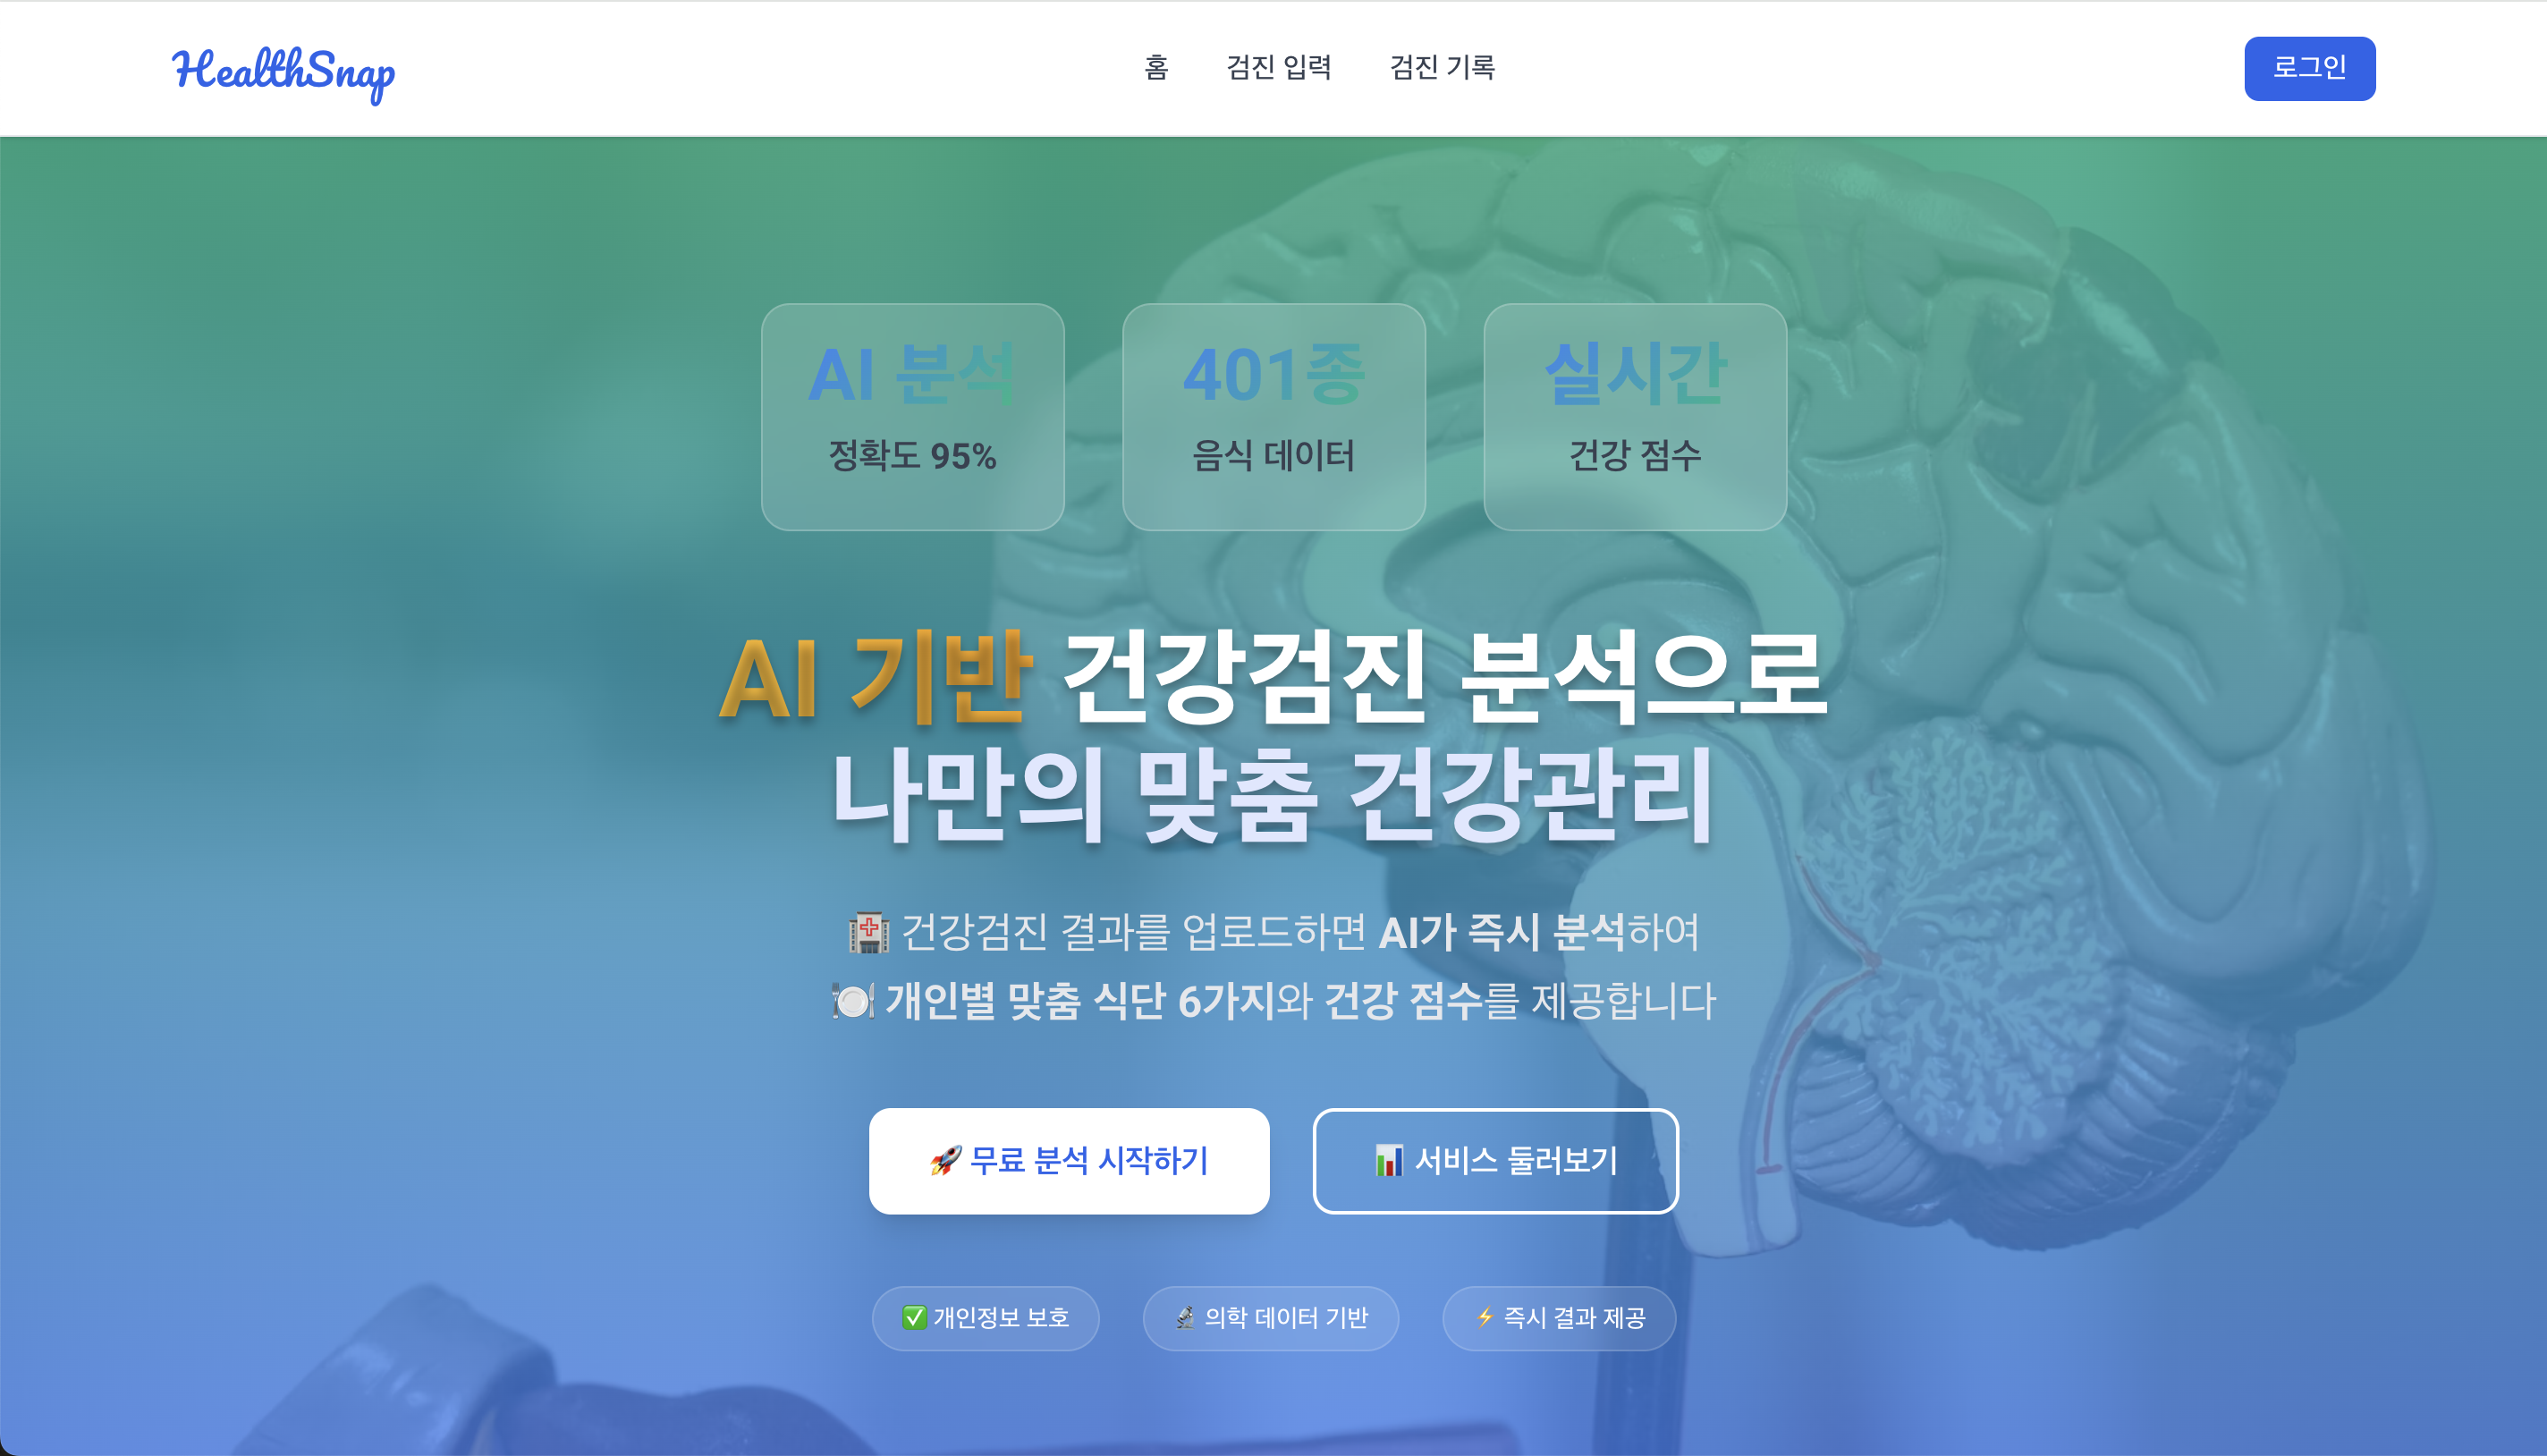 HealthSnap
홈 검진 입력 검진 기록
로그인
AI 분석
정확도 95%
401종
음식 데이터
실시간
건강 점수
AI 기반 건강검진 분석으로
나만의 맞춤 건강관리
🏥 건강검진 결과를 업로드하면 AI가 즉시 분석하여
🍽️ 개인별 맞춤 식단 6가지와 건강 점수를 제공합니다
🚀 무료 분석 시작하기
📊 서비스 둘러보기
✅ 개인정보 보호
🔬 의학 데이터 기반
⚡ 즉시 결과 제공